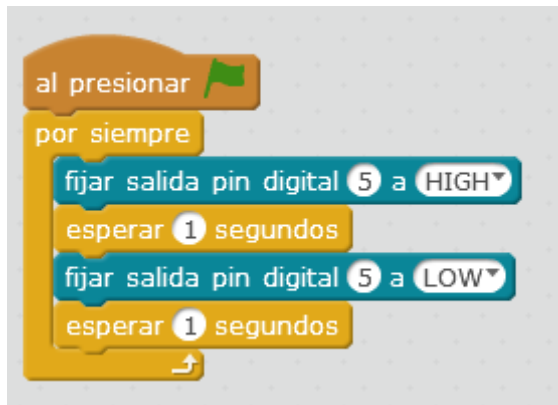 al presionar
por siempre
fijar salida pin digital 5 a HIGH
esperar 1 segundos
fijar salida pin digital 5 a LOW
esperar 1 segundos